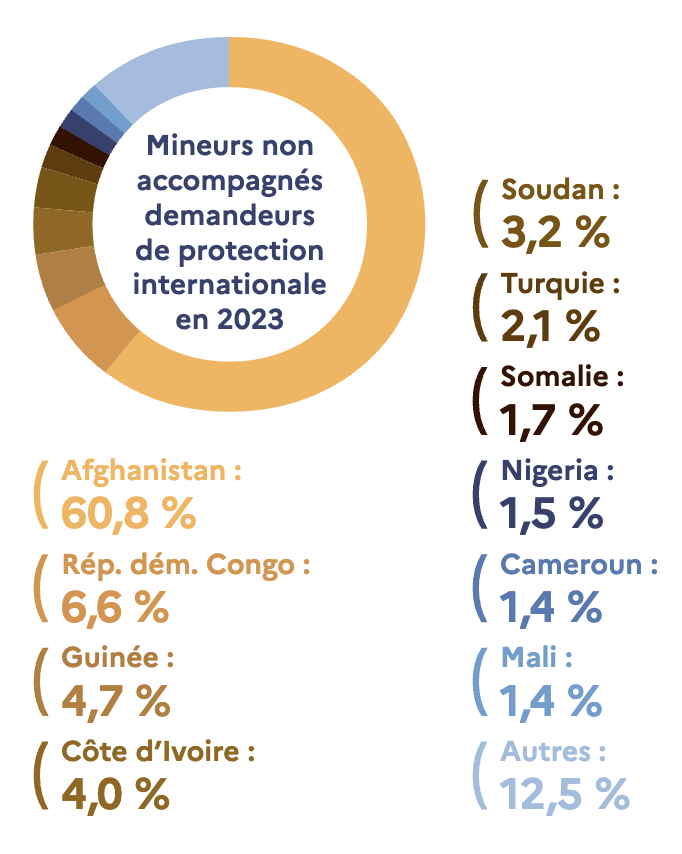 Mineurs non
accompagnés
demandeurs
de protection
internationale
en 2023
Afghanistan :
60,8 %
Rép. dém. Congo :
6,6 %
Guinée :
4,7 %
Côte d’Ivoire :
4,0 %
Soudan :
3,2 %
Turquie :
2,1 %
Somalie :
1,7 %
Nigeria :
1,5 %
Cameroun :
1,4 %
Mali :
1,4 %
Autres :
12,5 %